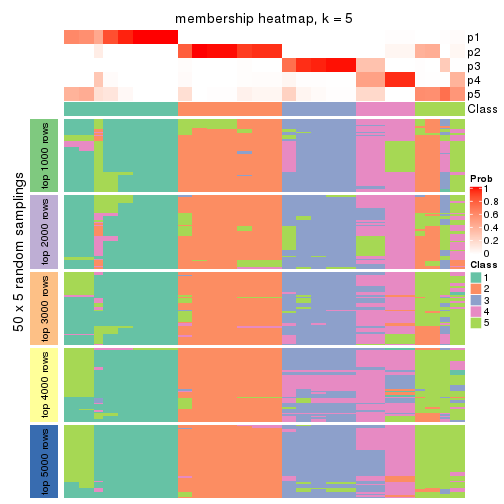 membership heatmap, k = 5
p1
p2
p3
p4
p5
Class
50 x 5 random samplings
top 1000 rows
top 2000 rows
top 3000 rows
top 4000 rows
top 5000 rows
Prob
1
0.8
0.6
0.4
0.2
0
Class
1
2
3
4
5